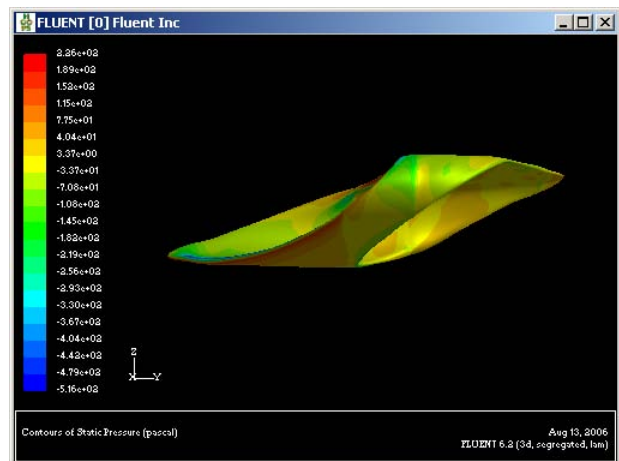 FLUENT [0] Fluent Inc
2.26e+02
1.89e+02
1.52e+02
1.15e+02
7.75e+01
4.04e+01
3.37e+00
-3.37e+01
-7.08e+01
-1.08e+02
-1.45e+02
-1.82e+02
-2.19e+02
-2.56e+02
-2.93e+02
-3.30e+02
-3.67e+02
-4.04e+02
-4.42e+02
-4.79e+02
-5.16e+02
Z
X Y
Contours of Static Pressure (pascal)
Aug 13, 2006
FLUENT 6.2 (3d, segregated, lam)